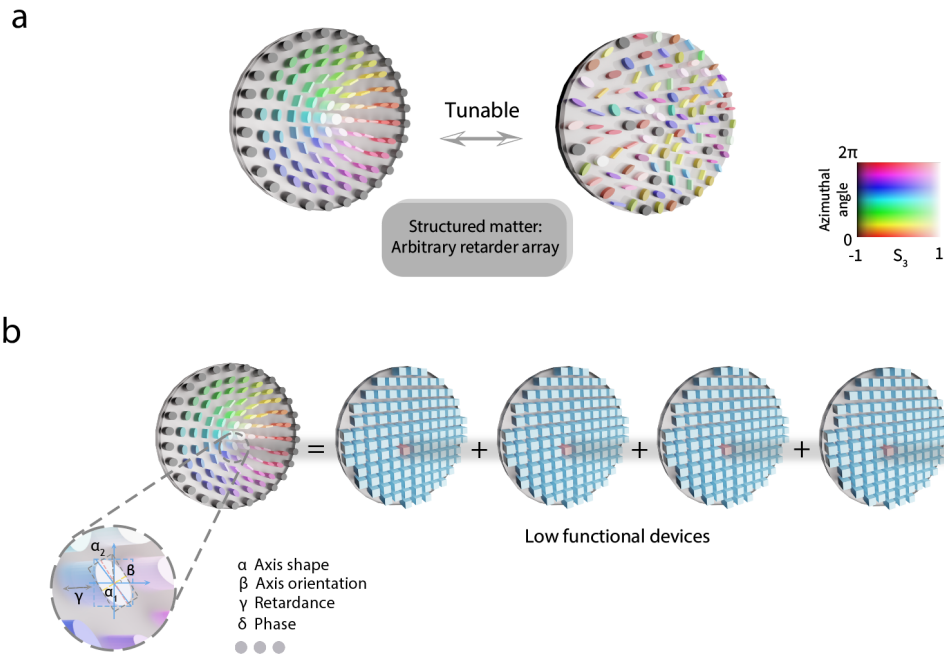 a
Tunable
Structured matter:
Arbitrary retarder array
2π
Azimuthal
angle
0
-1 S₃ 1
b
= + + +
Low functional devices
α₂
β
α₁
γ
α Axis shape
β Axis orientation
γ Retardance
δ Phase